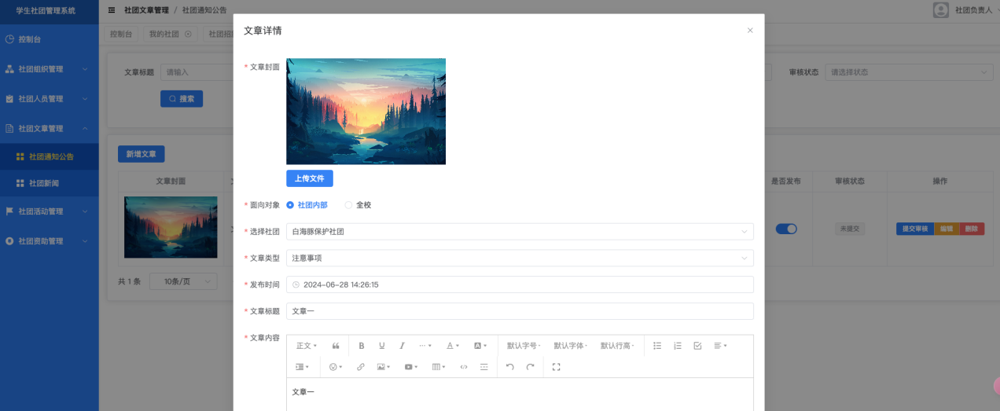 学生社团管理系统
社团文章管理 / 社团通知公告
社团负责人
控制台
社团组织管理
社团人员管理
社团文章管理
社团通知公告
社团新闻
社团活动管理
社团资助管理
控制台 我的社团
文章标题 请输入
审核状态 请选择状态
搜索
新增文章
文章封面
是否发布 审核状态 操作
未提交 提交审核 编辑 删除
共 1 条 10条/页
文章详情
* 文章封面
上传文件
* 面向对象 社团内部 全校
* 选择社团 白海豚保护社团
* 文章类型 注意事项
* 发布时间 2024-06-28 14:26:15
* 文章标题 文章一
* 文章内容
正文 B U I A A 默认字号 默认字体 默认行高
文章一